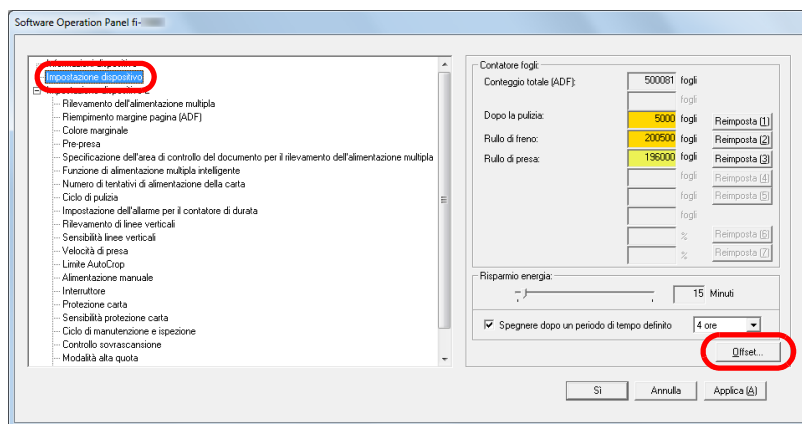 Software Operation Panel fi-
Informazioni dispositivo
Impostazione dispositivo
Impostazione dispositivo 2
Rilevamento dell'alimentazione multipla
Riempimento margine pagina (ADF)
Colore marginale
Pre-presa
Specificazione dell'area di controllo del documento per il rilevamento dell'alimentazione multipla
Funzione di alimentazione multipla intelligente
Numero di tentativi di alimentazione della carta
Ciclo di pulizia
Impostazione dell'allarme per il contatore di durata
Rilevamento di linee verticali
Sensibilità linee verticali
Velocità di presa
Limite AutoCrop
Alimentazione manuale
Interruttore
Protezione carta
Sensibilità protezione carta
Ciclo di manutenzione e ispezione
Controllo sovrascansione
Modalità alta quota
Contatore fogli:
Conteggio totale (ADF): 500081 fogli
fogli
Dopo la pulizia: 5000 fogli Reimposta (1)
Rullo di freno: 200500 fogli Reimposta (2)
Rullo di presa: 196000 fogli Reimposta (3)
fogli Reimposta (4)
fogli Reimposta (5)
fogli
% Reimposta (6)
% Reimposta (7)
Risparmio energia:
15 Minuti
Spegnere dopo un periodo di tempo definito 4 ore
Offset...
Sì Annulla Applica (A)